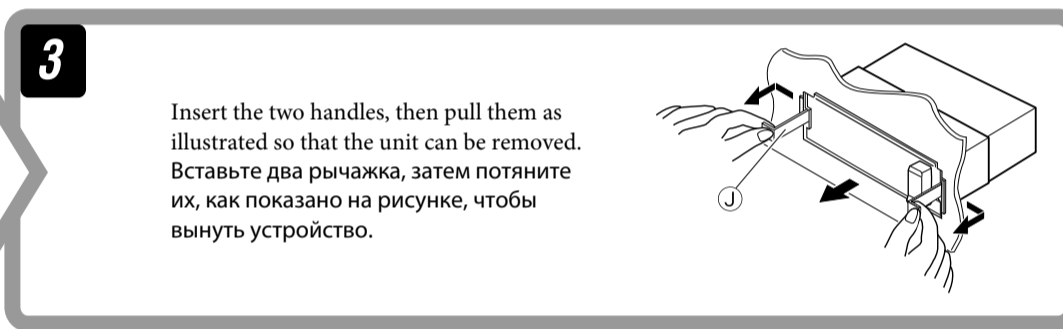 3
Insert the two handles, then pull them as
illustrated so that the unit can be removed.
Вставьте два рычажка, затем потяните
их, как показано на рисунке, чтобы
вынуть устройство.
J